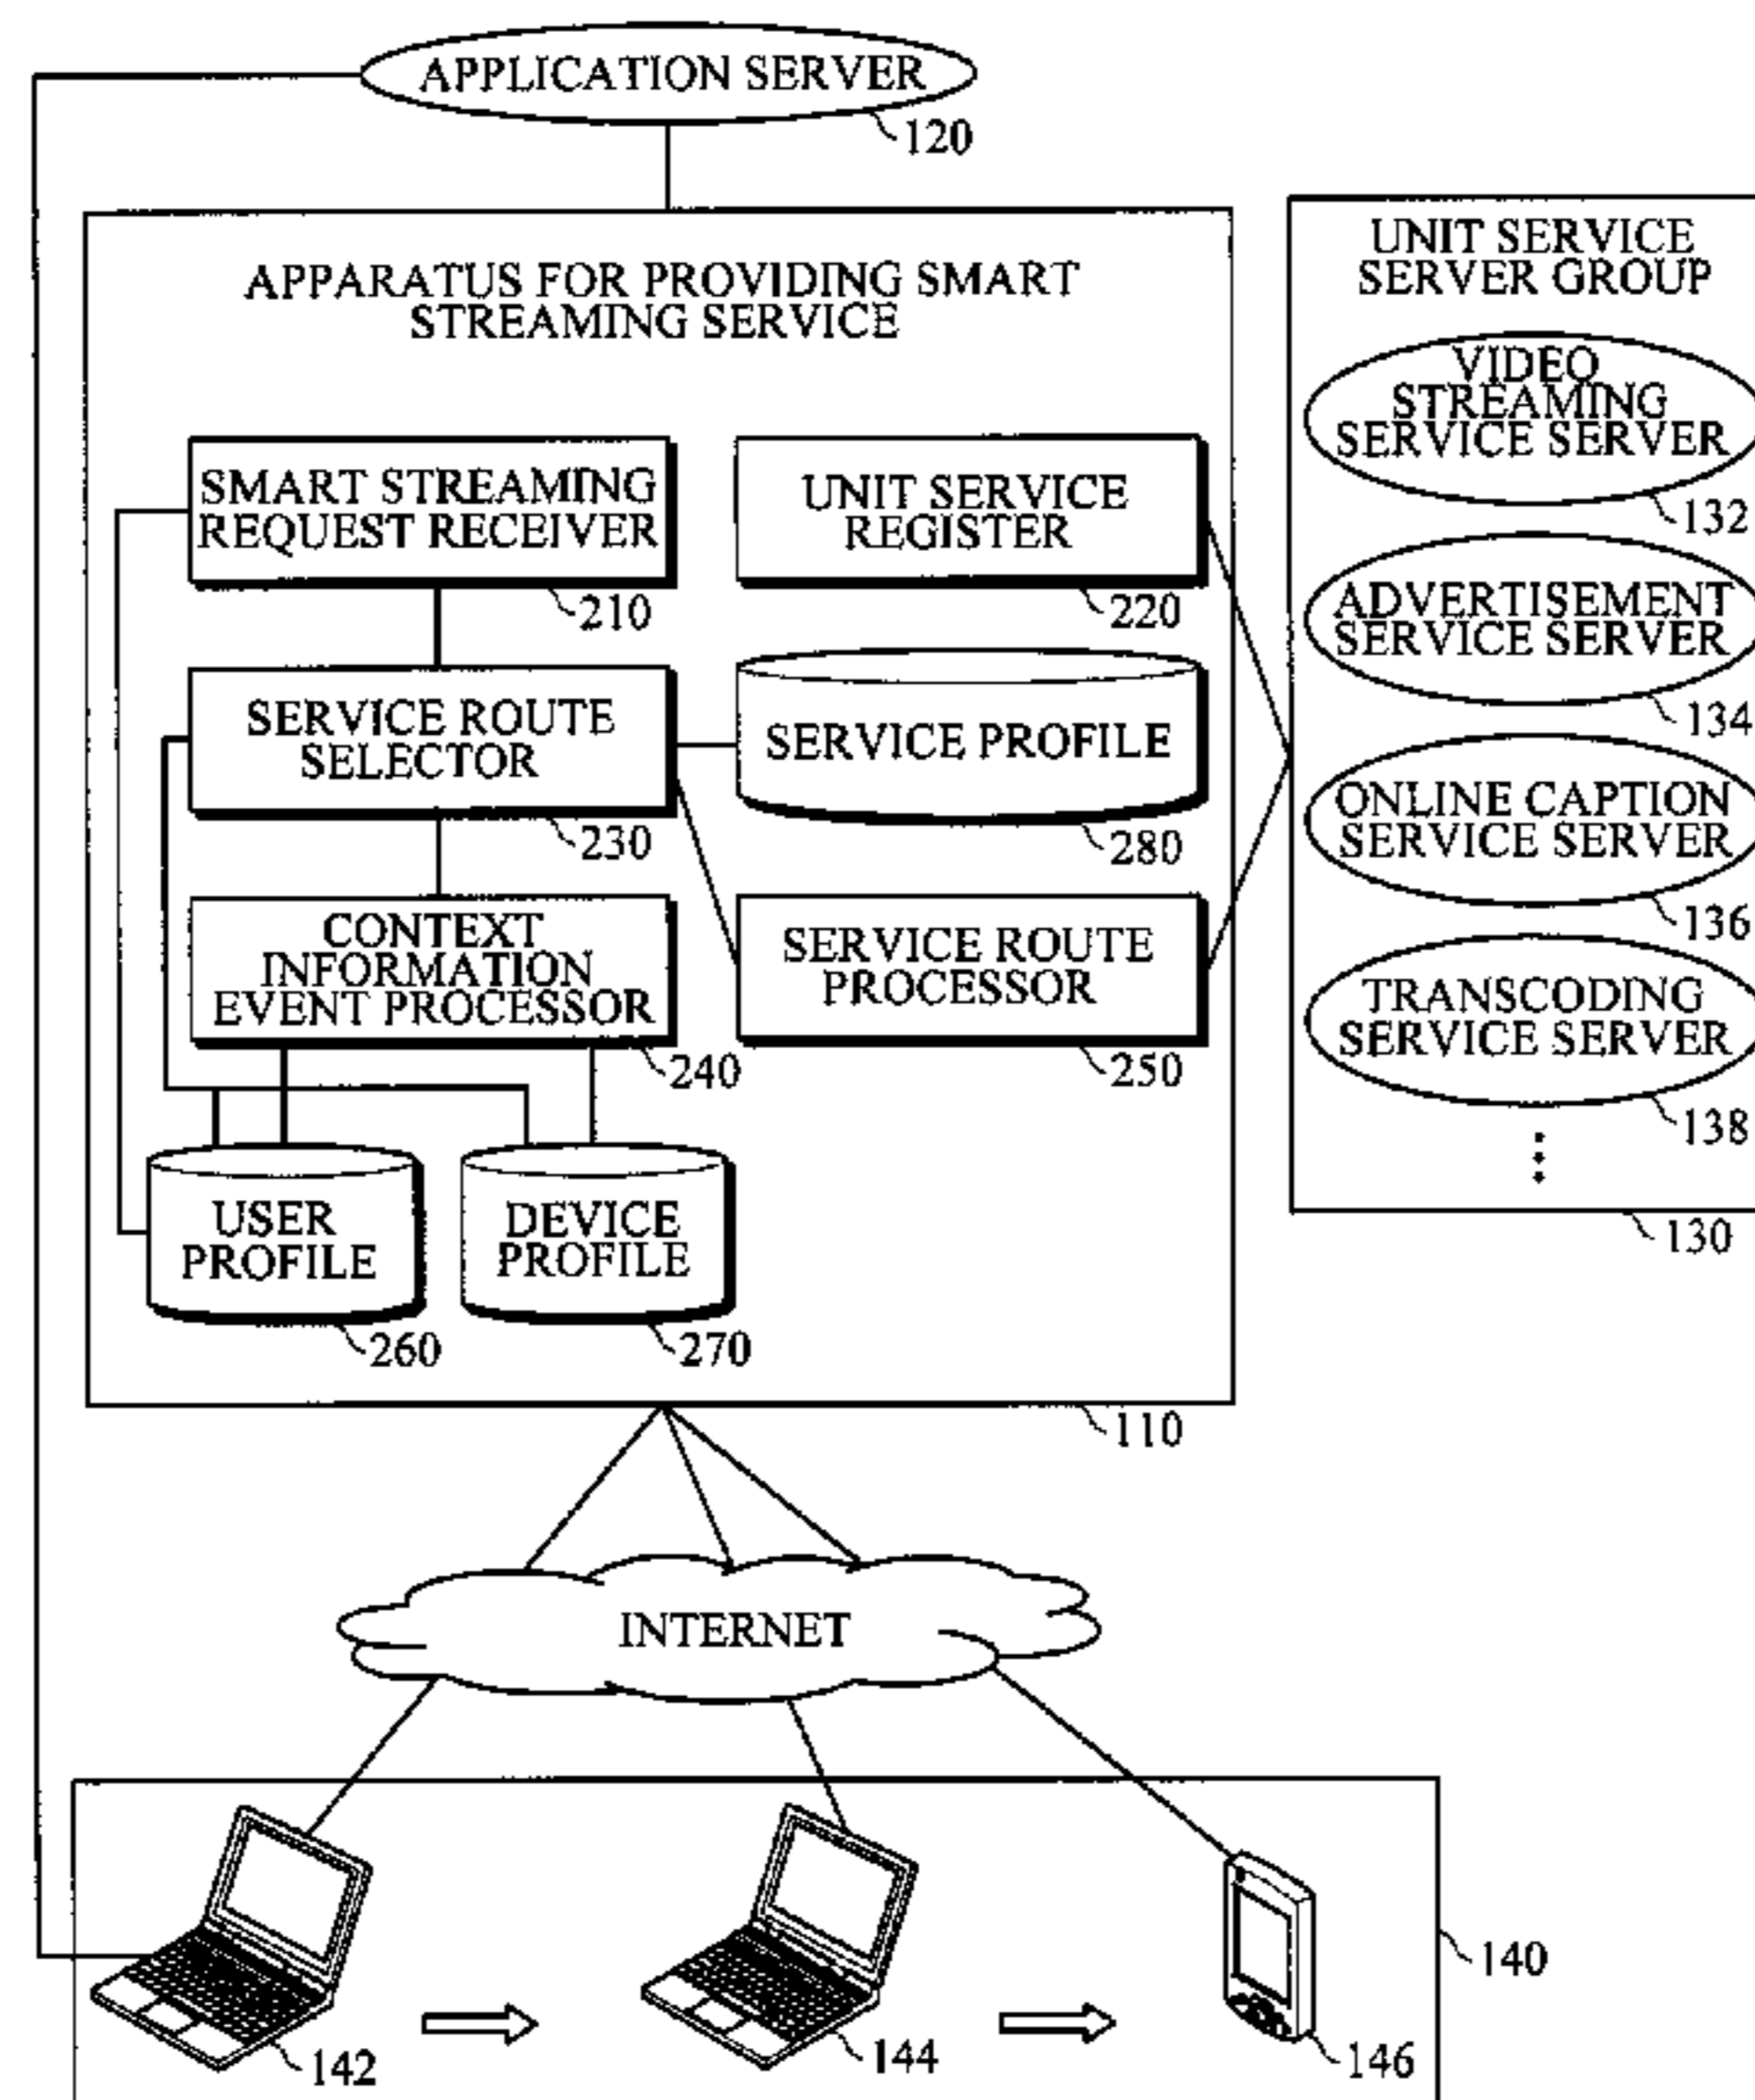 APPLICATION SERVER
120
APPARATUS FOR PROVIDING SMART
STREAMING SERVICE
SMART STREAMING
REQUEST RECEIVER
210
UNIT SERVICE
REGISTER
220
SERVICE ROUTE
SELECTOR
230
SERVICE PROFILE
280
CONTEXT
INFORMATION
EVENT PROCESSOR
240
SERVICE ROUTE
PROCESSOR
250
USER
PROFILE
260
DEVICE
PROFILE
270
110
UNIT SERVICE
SERVER GROUP
VIDEO
STREAMING
SERVICE SERVER
132
ADVERTISEMENT
SERVICE SERVER
134
ONLINE CAPTION
SERVICE SERVER
136
TRANSCODING
SERVICE SERVER
138
130
INTERNET
140
142
144
146